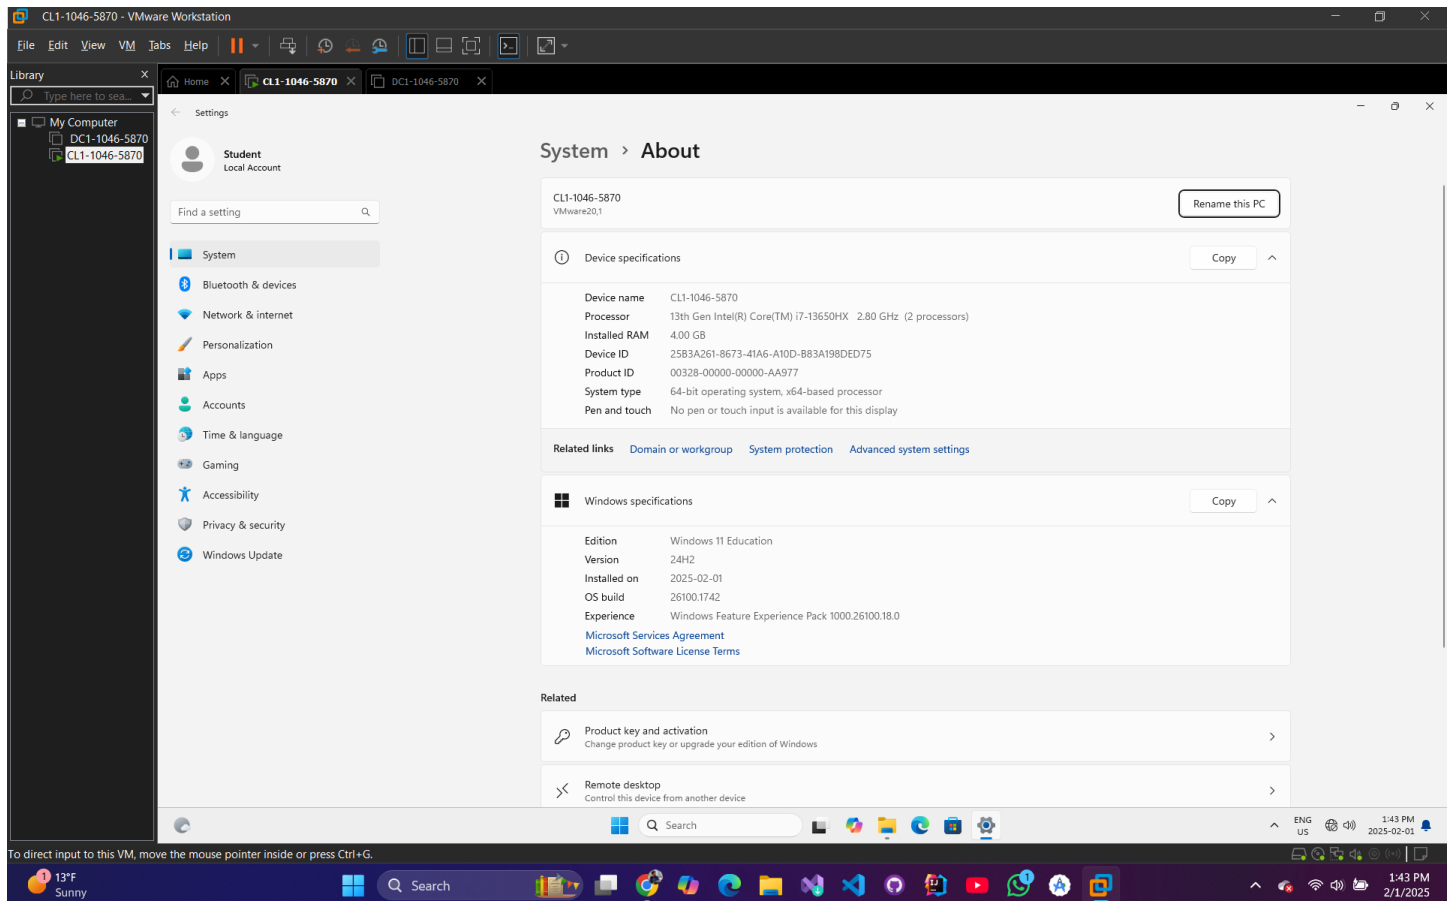 CL1-1046-5870 - VMware Workstation
File Edit View VM Tabs Help
Library X
Type here to sea...
My Computer
DC1-1046-5870
CL1-1046-5870
Home
CL1-1046-5870
DC1-1046-5870
Settings
Student
Local Account
Find a setting
System
Bluetooth & devices
Network & internet
Personalization
Apps
Accounts
Time & language
Gaming
Accessibility
Privacy & security
Windows Update
System > About
CL1-1046-5870
VMware20,1
Rename this PC
Device specifications
Copy
Device name CL1-1046-5870
Processor 13th Gen Intel(R) Core(TM) i7-13650HX 2.80 GHz (2 processors)
Installed RAM 4.00 GB
Device ID 25B3A261-8673-41A6-A10D-B83A198DED75
Product ID 00328-00000-00000-AA977
System type 64-bit operating system, x64-based processor
Pen and touch No pen or touch input is available for this display
Related links Domain or workgroup System protection Advanced system settings
Windows specifications
Copy
Edition Windows 11 Education
Version 24H2
Installed on 2025-02-01
OS build 26100.1742
Experience Windows Feature Experience Pack 1000.26100.18.0
Microsoft Services Agreement
Microsoft Software License Terms
Related
Product key and activation
Change product key or upgrade your edition of Windows
Remote desktop
Control this device from another device
Search
ENG
US
1:43 PM
2025-02-01
To direct input to this VM, move the mouse pointer inside or press Ctrl+G.
1
13°F
Sunny
Search
1
1:43 PM
2/1/2025